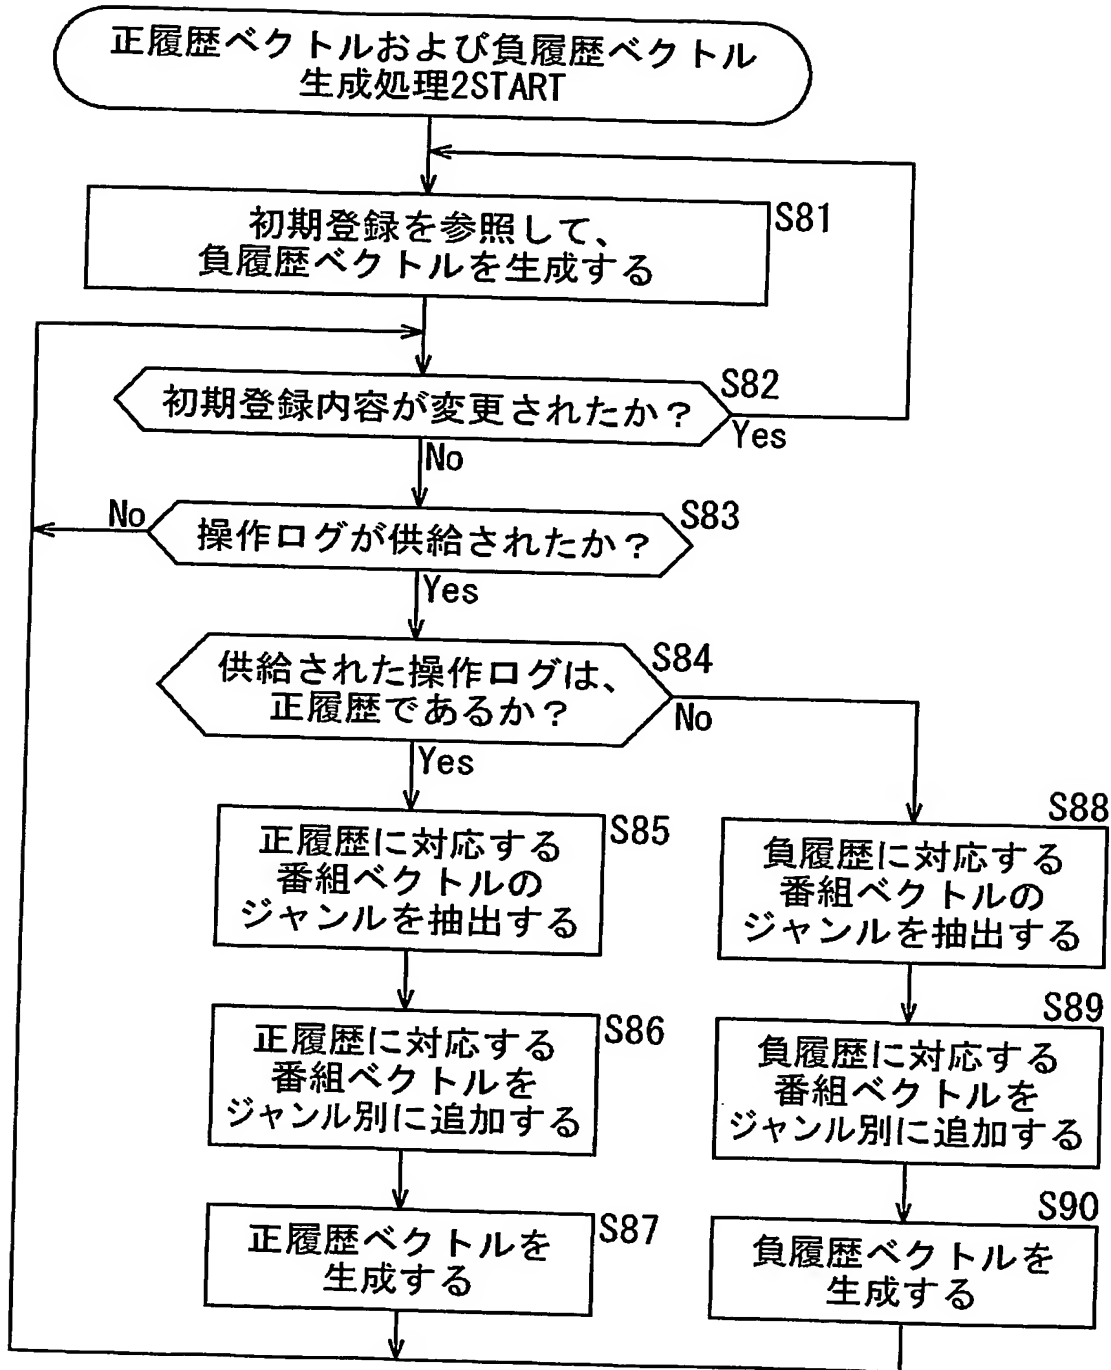 正履歴ベクトルおよび負履歴ベクトル
生成処理2START
初期登録を参照して、
負履歴ベクトルを生成する
S81
初期登録内容が変更されたか?
S82
Yes
No
操作ログが供給されたか?
S83
No
Yes
供給された操作ログは、
正履歴であるか?
S84
No
Yes
正履歴に対応する
番組ベクトルの
ジャンルを抽出する
S85
正履歴に対応する
番組ベクトルを
ジャンル別に追加する
S86
正履歴ベクトルを
生成する
S87
S88
負履歴に対応する
番組ベクトルの
ジャンルを抽出する
S89
負履歴に対応する
番組ベクトルを
ジャンル別に追加する
S90
負履歴ベクトルを
生成する